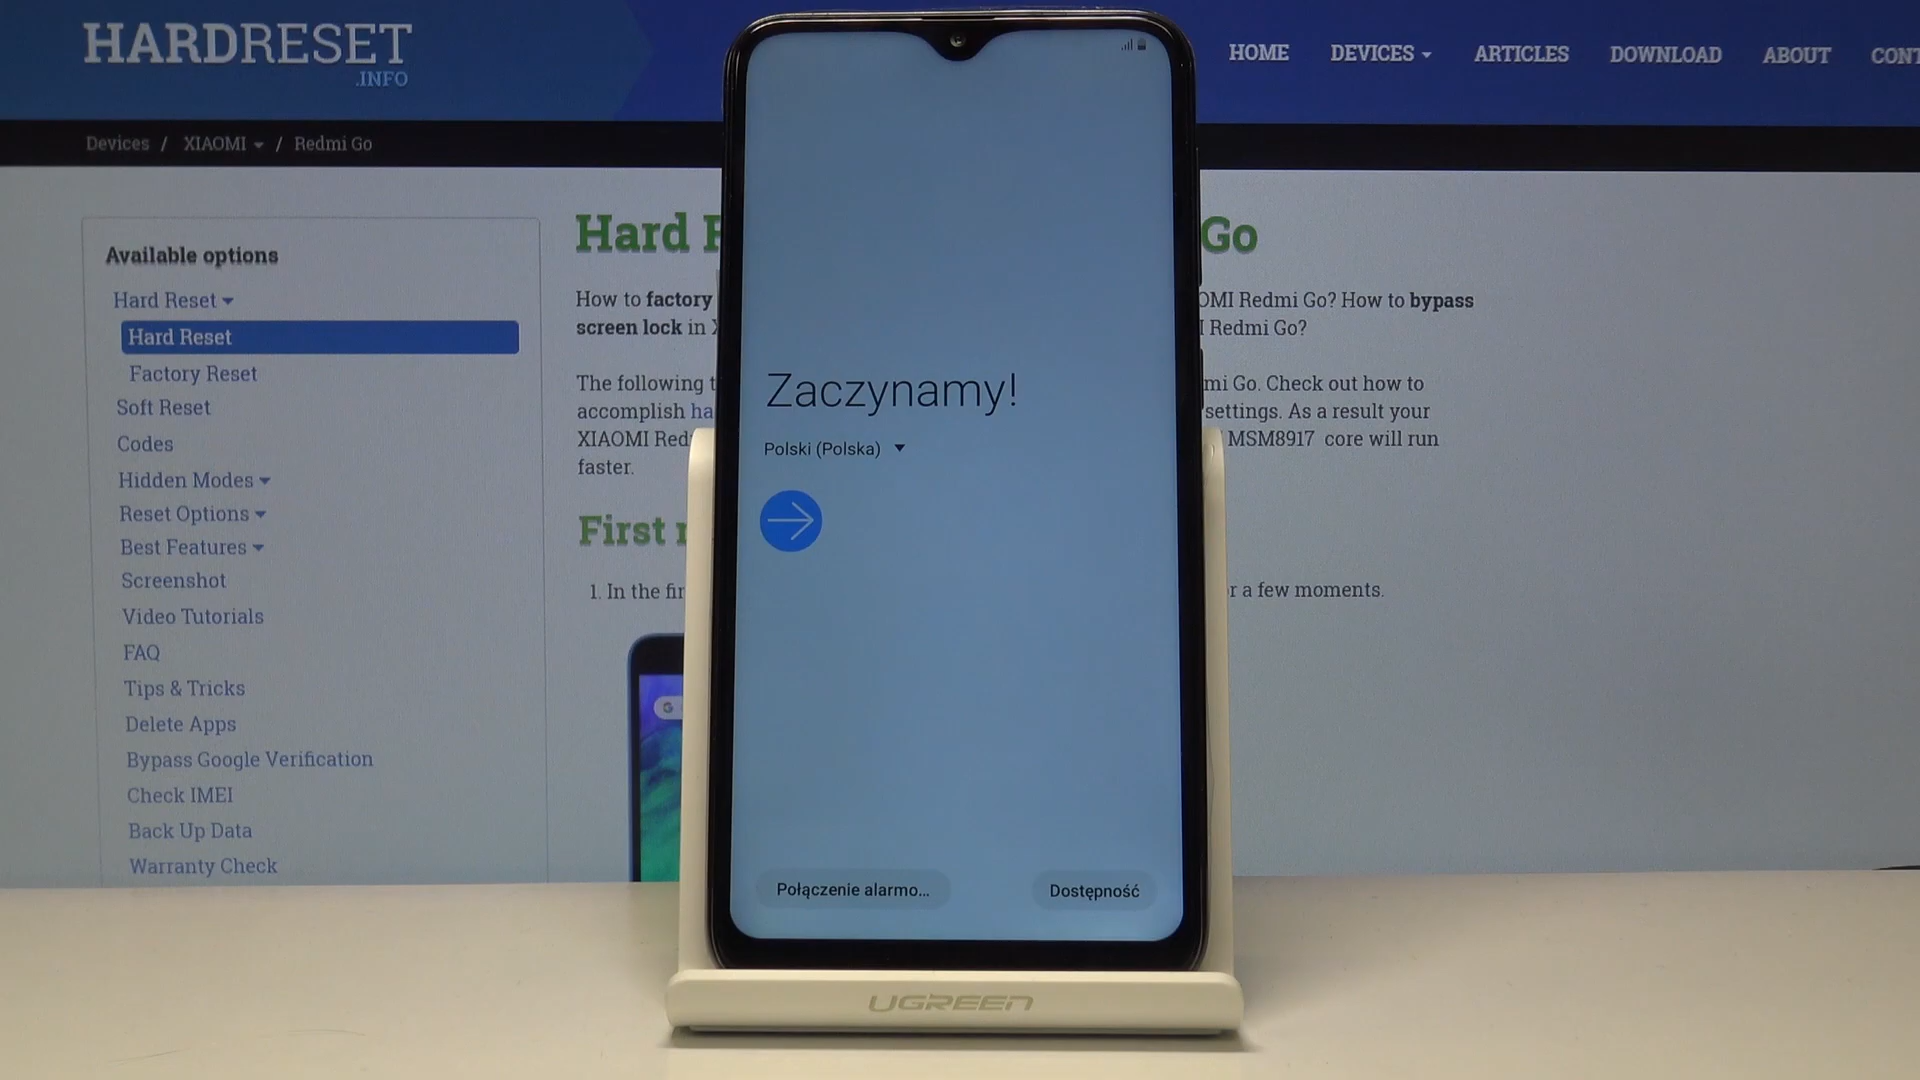 HARDRESET
.INFO
HOME DEVICES ARTICLES DOWNLOAD ABOUT
Devices / XIAOMI / Redmi Go
Available options
Hard Reset
Hard Reset
Factory Reset
Soft Reset
Codes
Hidden Modes
Reset Options
Best Features
Screenshot
Video Tutorials
FAQ
Tips & Tricks
Delete Apps
Bypass Google Verification
Check IMEI
Back Up Data
Warranty Check
Hard Go
How to factory OMI Redmi Go? How to bypass
screen lock in Redmi Go?
The following Go. Check out how to
accomplish settings. As a result your
XIAOMI MSM8917 core will run
faster.
First
1. In the a few moments.
G
Zaczynamy!
Polski (Polska)
Połączenie alarmo...
Dostępność
UGREEN